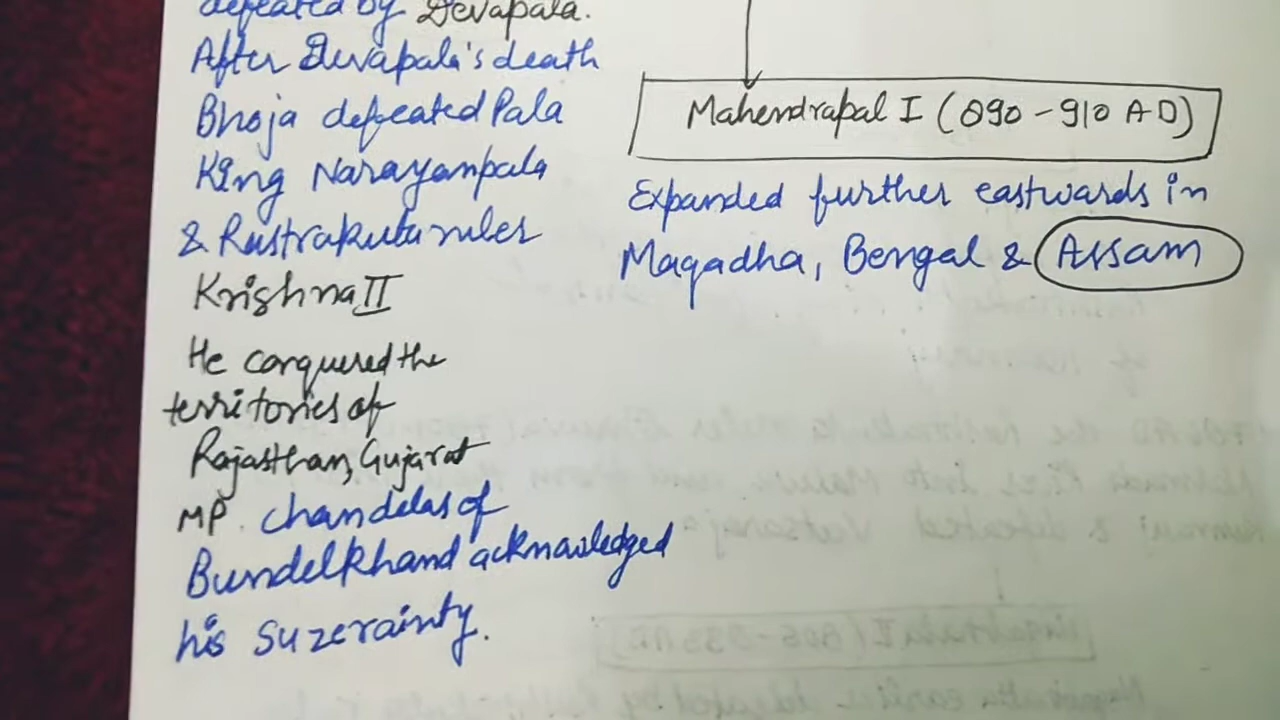 defeated by Devapala.
After Devapala's death
Bhoja defeated Pala
King Narayanpala
& Rastrakuta rules
Krishna II
He conquered the
territories of
Rajasthan, Gujarat
MP. Chandelas of
Bundelkhand acknowledged
his suzerainty.
Mahendrapal I (890 - 910 AD)
Expanded further eastwards in
Magadha, Bengal & Assam